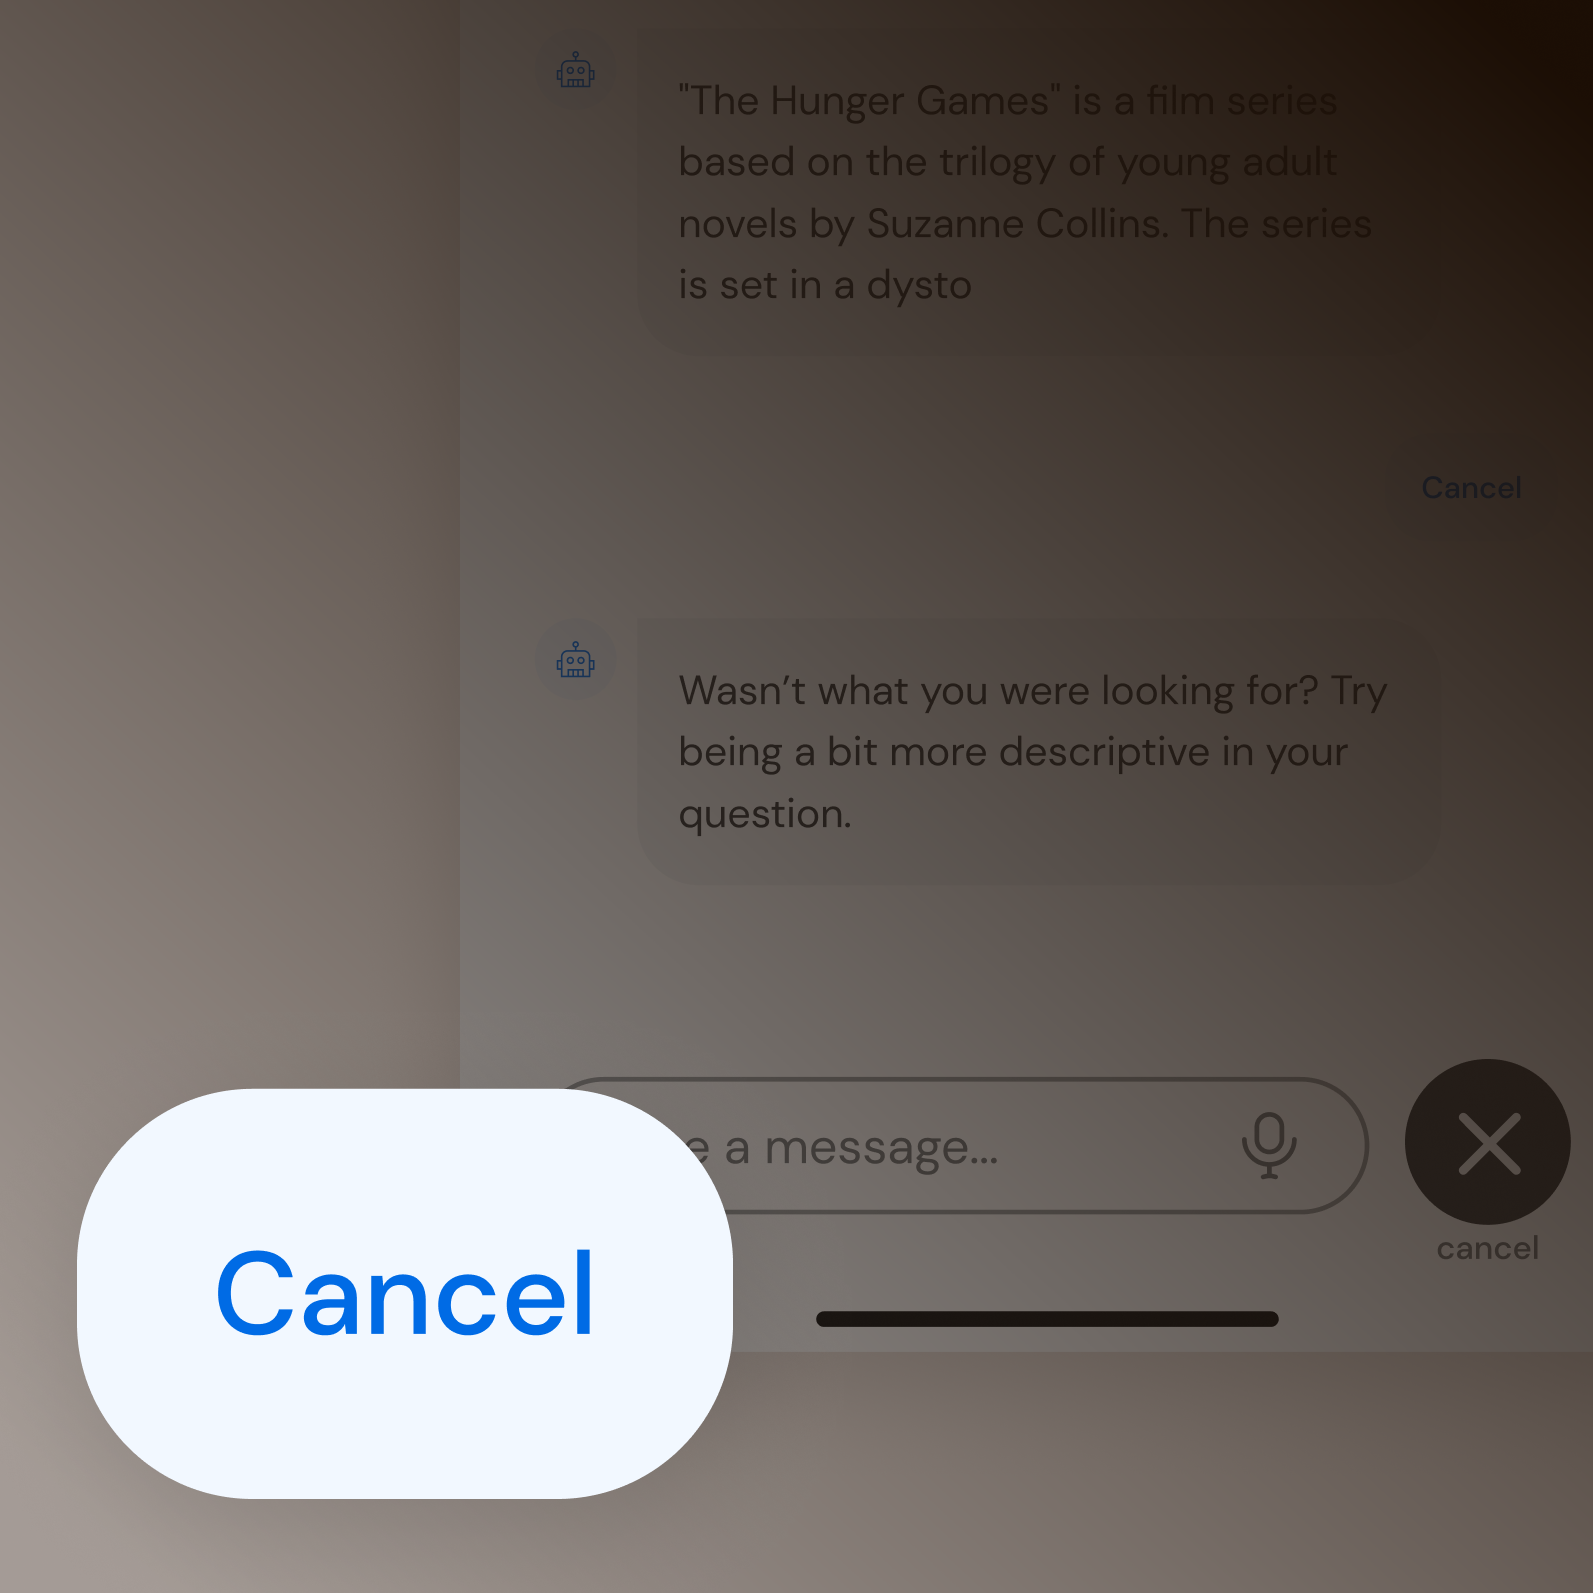 "The Hunger Games" is a film series
based on the trilogy of young adult
novels by Suzanne Collins. The series
is set in a dysto
Cancel
Wasn’t what you were looking for? Try
being a bit more descriptive in your
question.
e a message...
cancel
Cancel